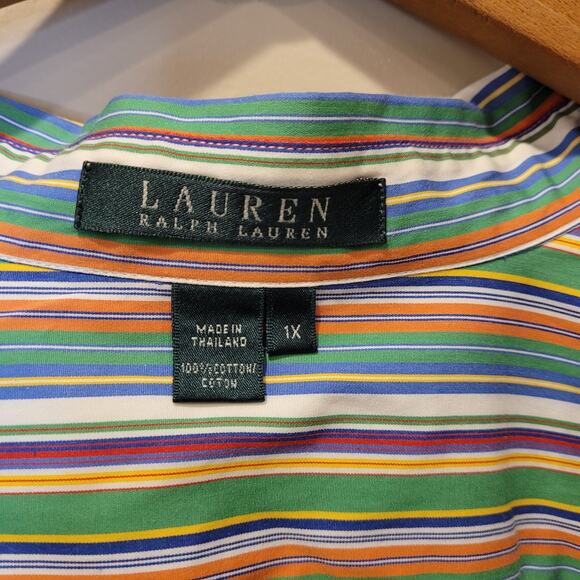 LAUREN
RALPH LAUREN
MADE IN
THAILAND
1X
100% COTTON/
COTON